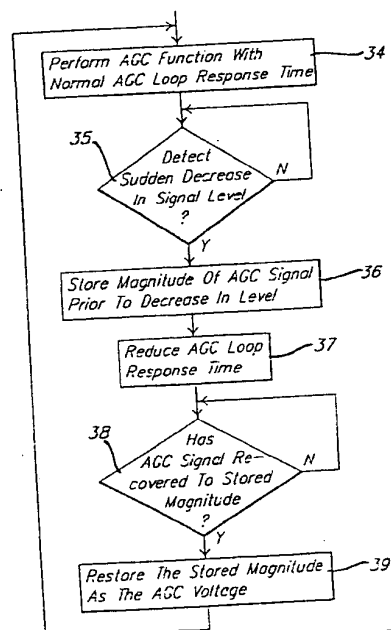 Perform AGC Function With
Normal AGC Loop Response Time
34
35
Detect
Sudden Decrease
In Signal Level
?
N
Y
Store Magnitude Of AGC Signal
Prior To Decrease In Level
36
Reduce AGC Loop
Response Time
37
38
Has
AGC Signal Re-
covered To Stored
Magnitude
?
N
Y
Restore The Stored Magnitude
As The AGC Voltage
39